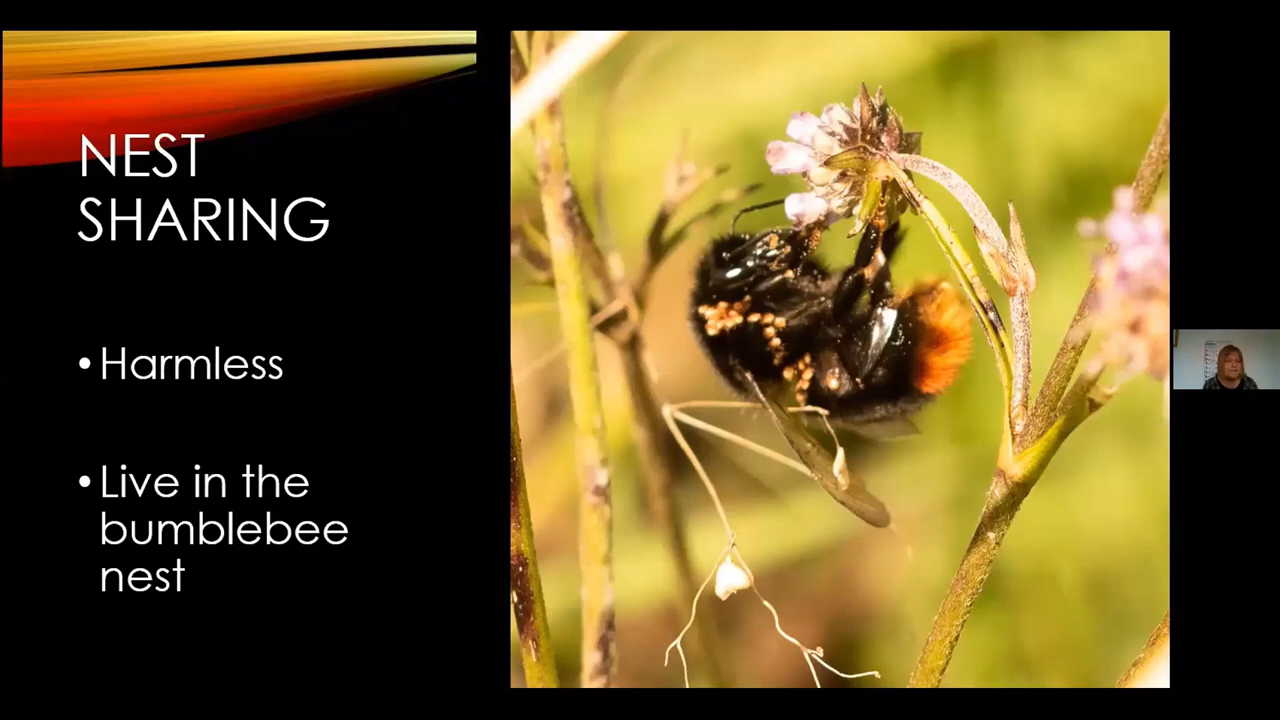 NEST
SHARING
• Harmless
• Live in the
bumblebee
nest